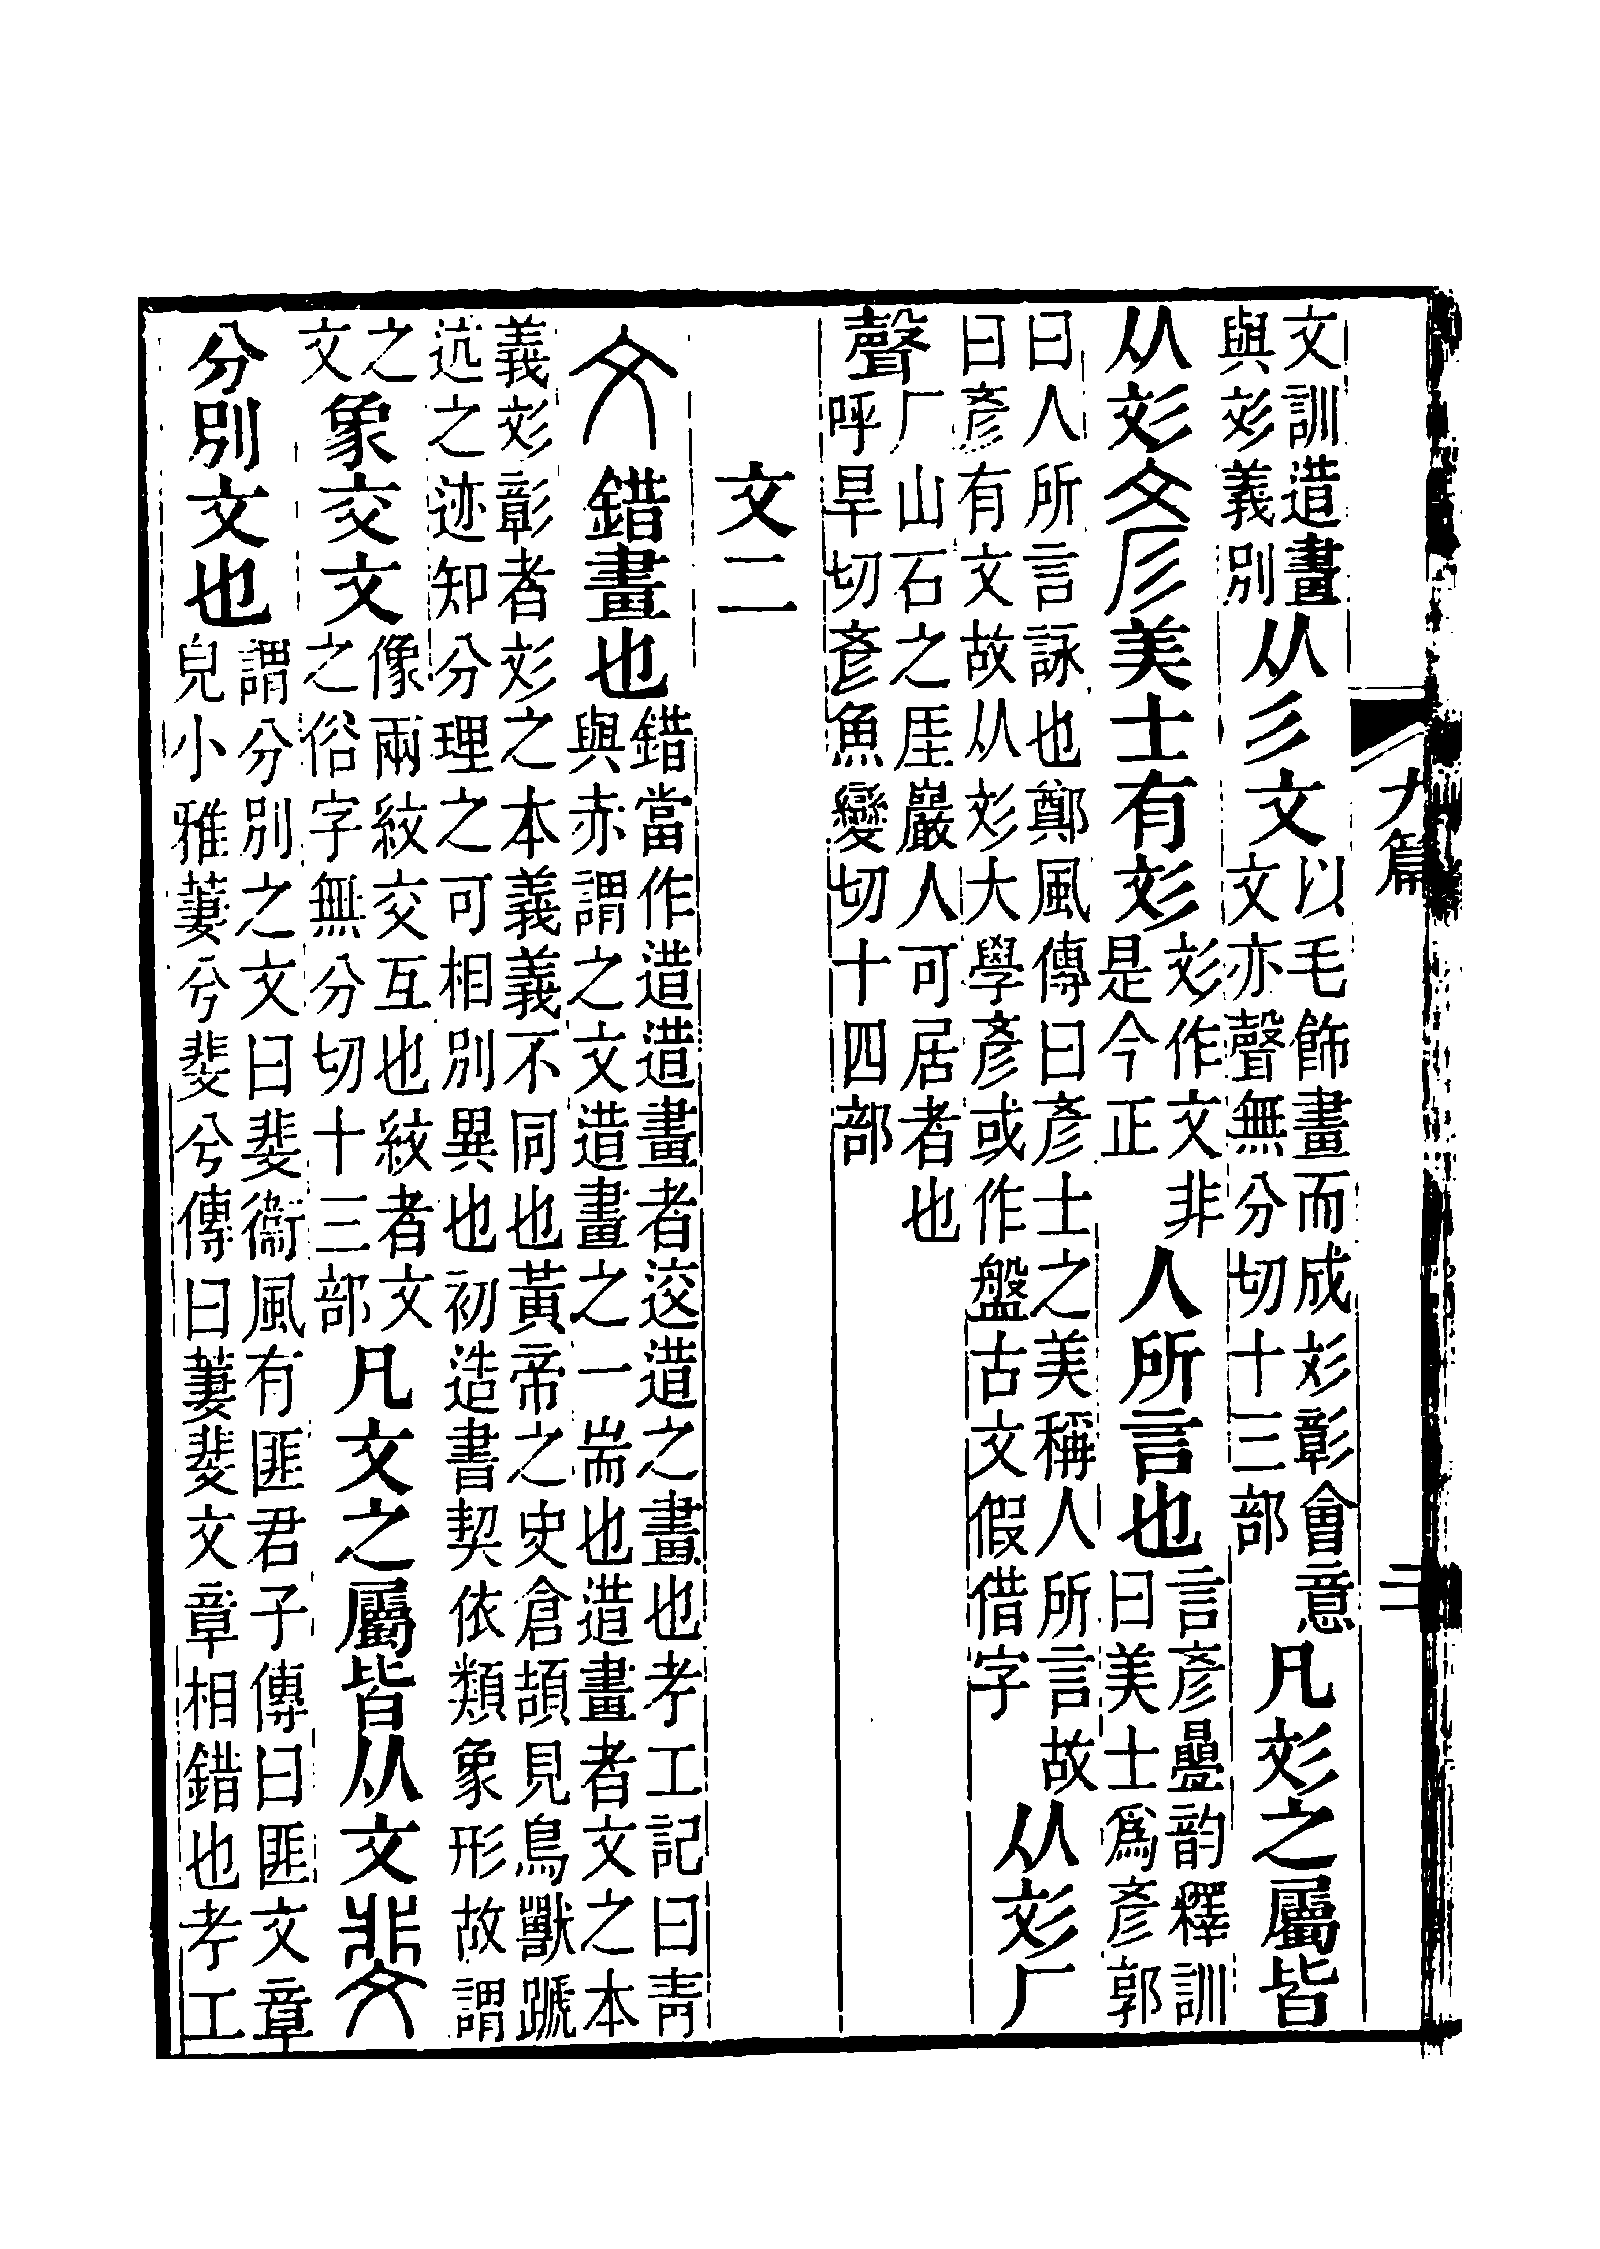 九篇
文訓逪畫與彣義別从彡文以毛飾畫而成彣彰會意文亦聲無分切十三部凡彣之屬皆
从彣彥美士有彣彣作文非是今正人所言也言彥曡韵釋訓曰美士爲彥郭
曰人所言詠也鄭風傳曰彥士之美稱人所言故曰彥有文故从彣大學彥或作盤古文假借字从彣厂
聲厂山石之厓巖人可居者也呼旱切彥魚變切十四部
文二
文錯畫也錯當作逪逪畫者䢒逪之畫也考工記曰靑與赤謂之文逪畫之一耑也逪畫者文之本
義彣彰者彣之本義義不同也黃帝之史倉頡見鳥獸蹏迒之迹知分理之可相別異也初造書契依類象形故謂
之文象交文像兩紋交互也紋者文之俗字無分切十三部凡文之屬皆从文斐
分別文也謂分別之文曰斐衞風有匪君子傳曰匪文章皃小雅萋兮斐兮傳曰萋斐文章相錯也考工